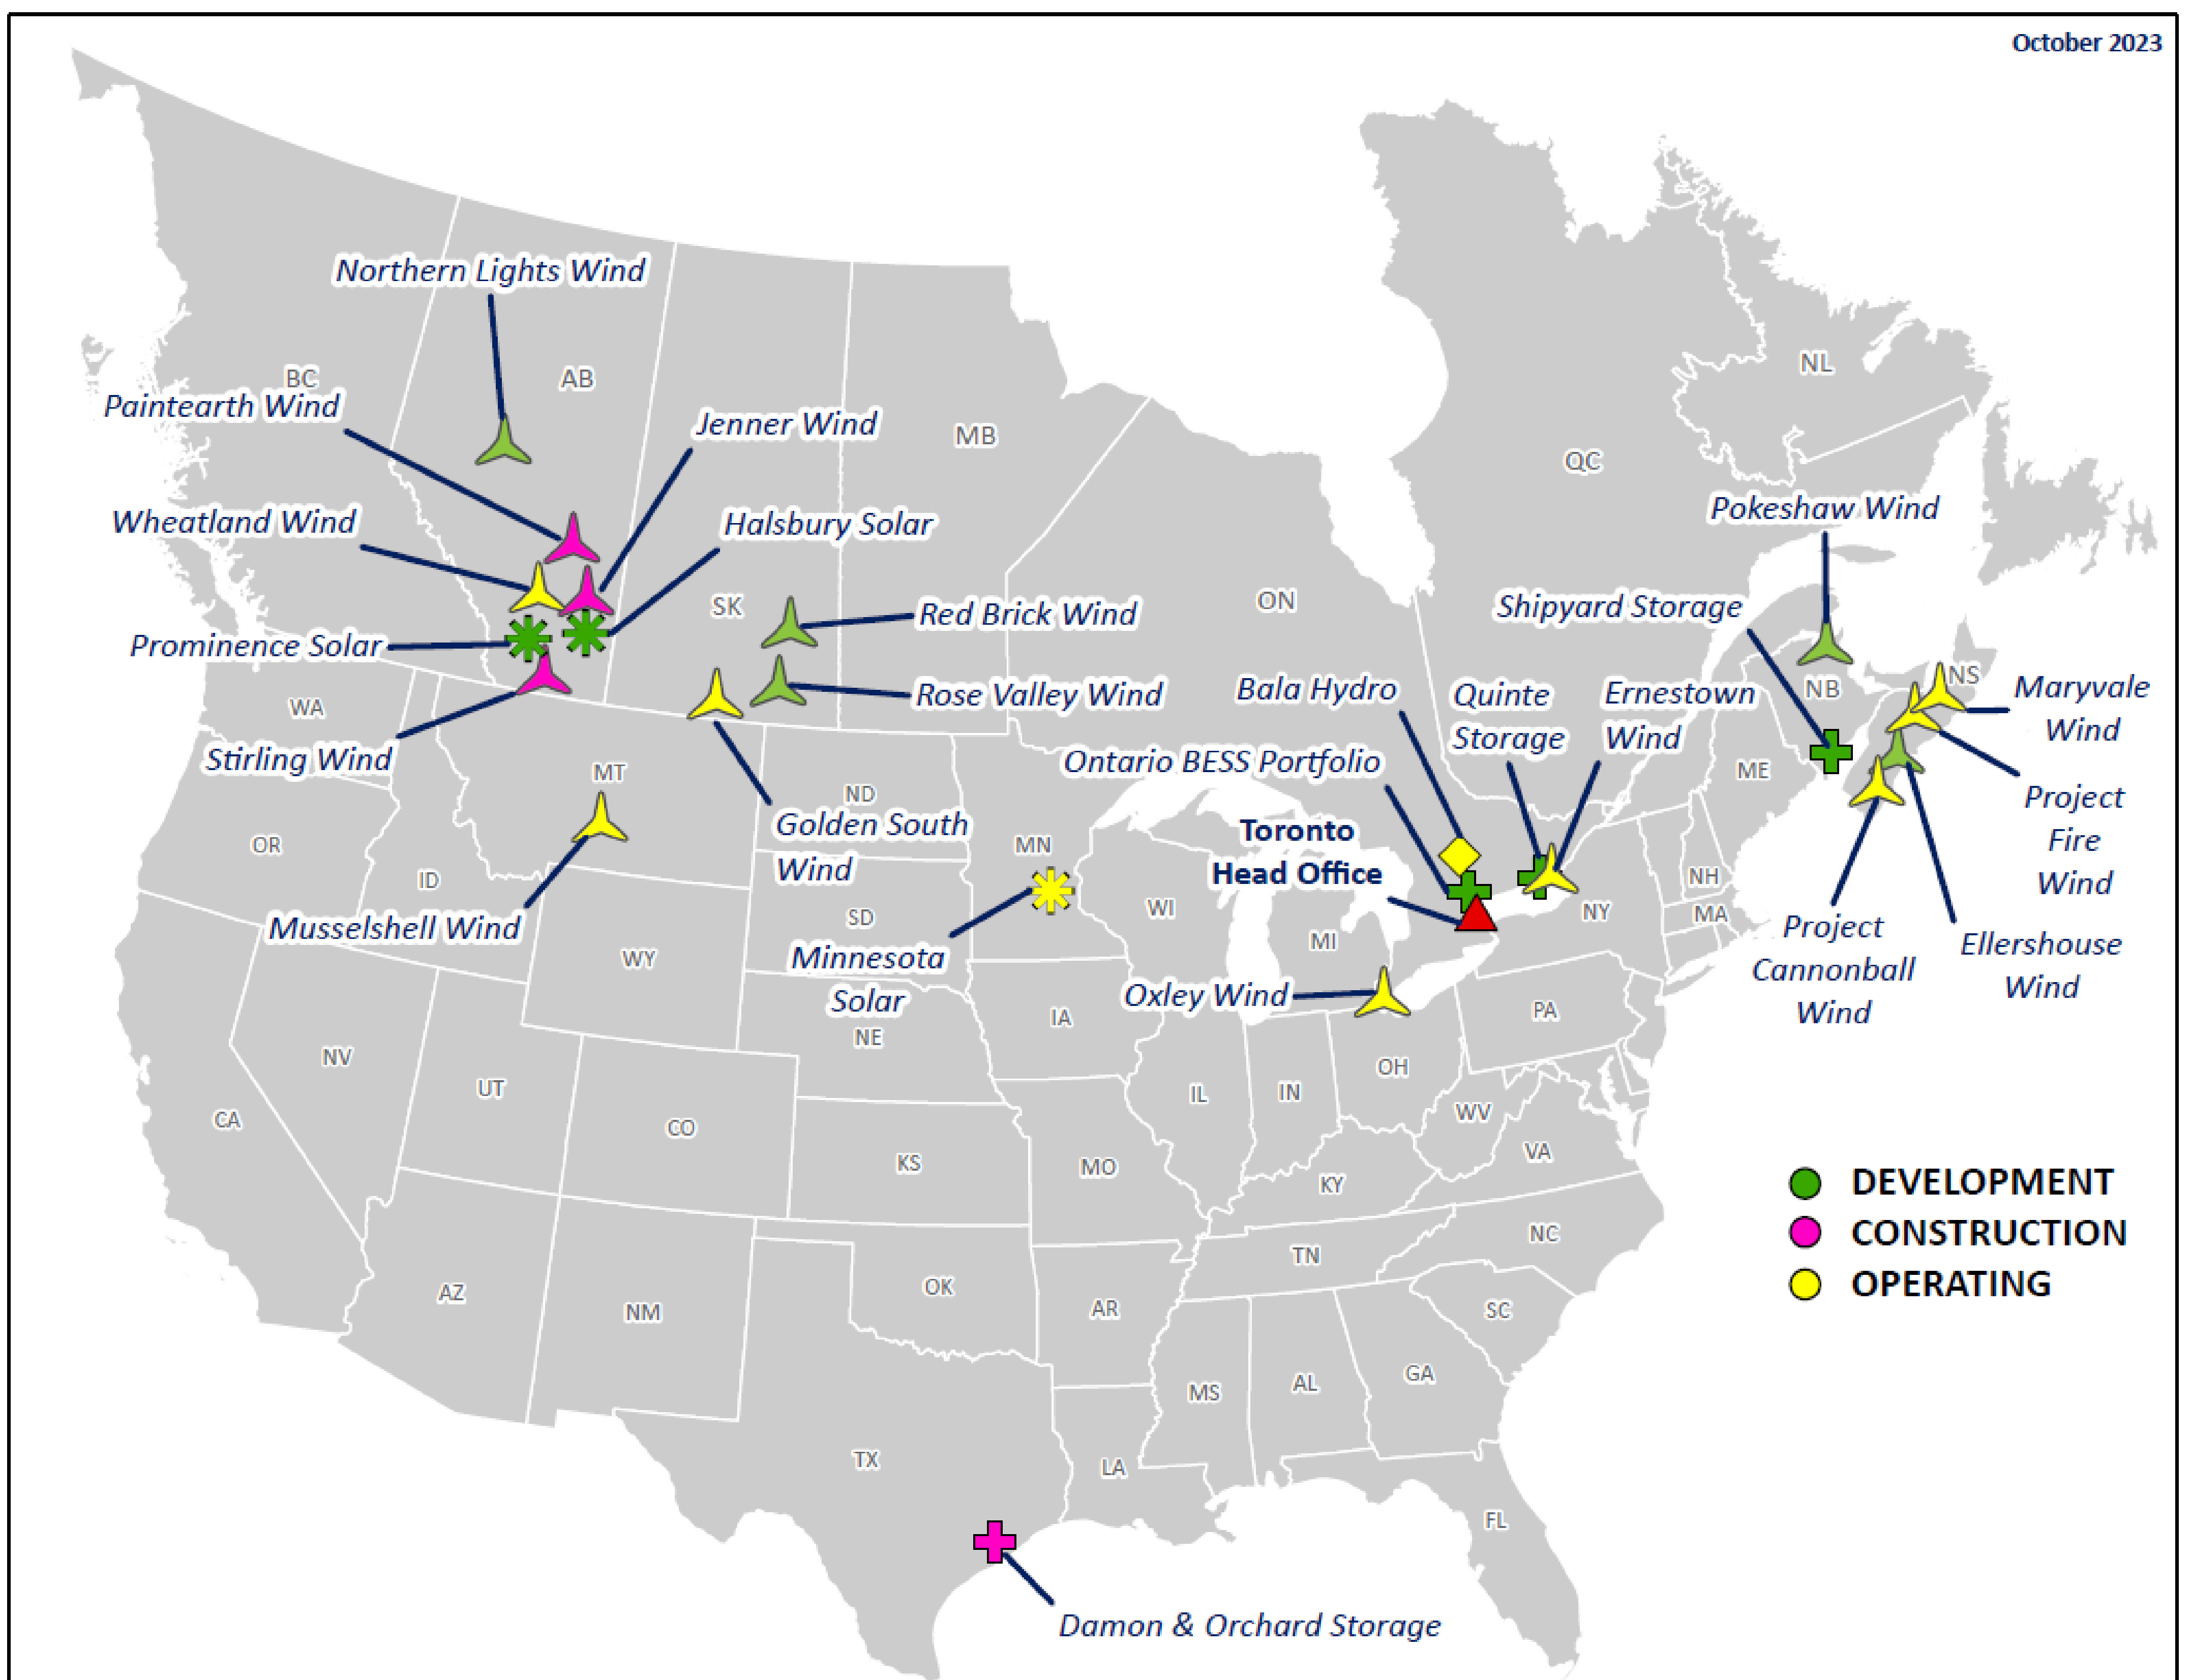 October 2023
Northern Lights Wind
NL
BC
AB
Paintearth Wind
Jenner Wind
MB
QC
Pokeshaw Wind
Wheatland Wind
Halsbury Solar
SK
ON
Shipyard Storage
Red Brick Wind
Prominence Solar
NS
NB
Maryvale
Wind
Rose Valley Wind
Bala Hydro
Quinte
Storage
Ernestown
Wind
WA
Stirling Wind
Ontario BESS Portfolio
MT
ME
ND
Golden South
Wind
Project
Fire
Wind
Toronto
Head Office
OR
MN
ID
NH
SD
WI
NY
MA
Musselshell Wind
MI
Project
Cannonball
Wind
Ellershouse
Wind
WY
Minnesota
Solar
Oxley Wind
IA
PA
NE
NV
OH
UT
IL
IN
WV
CA
CO
VA
KS
MO
KY
DEVELOPMENT
CONSTRUCTION
OPERATING
NC
TN
OK
AZ
NM
AR
SC
GA
AL
MS
TX
LA
FL
Damon & Orchard Storage